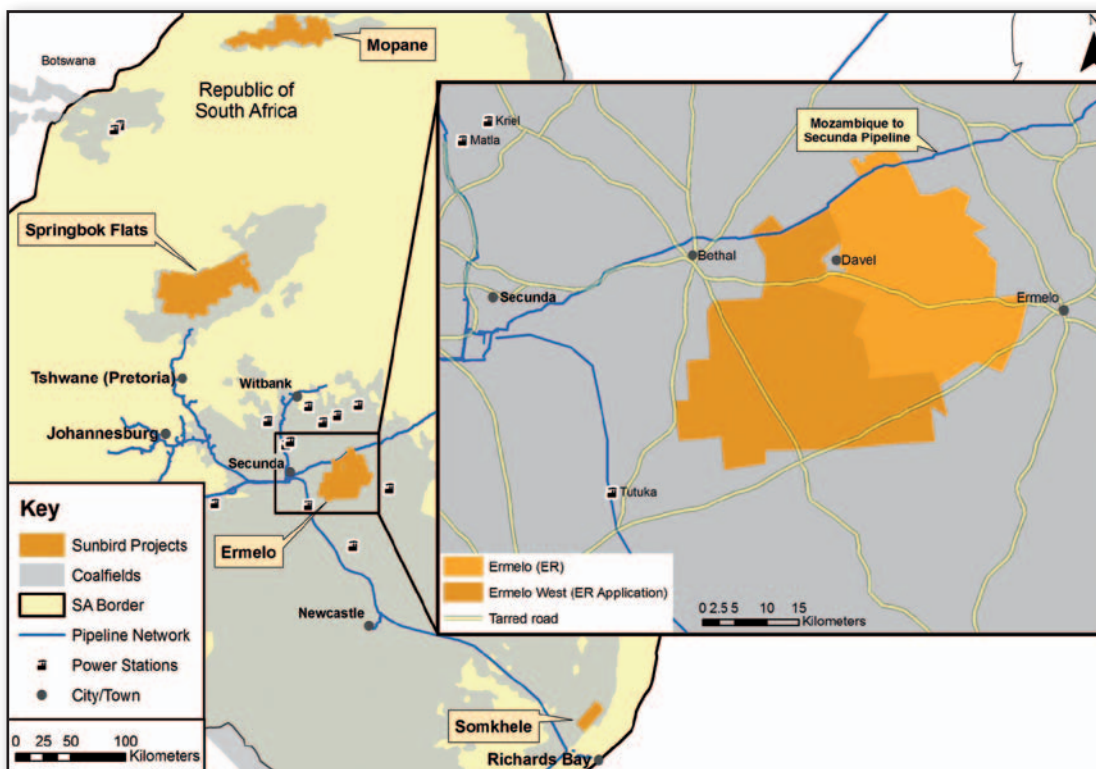 Mopane
Botswana
Republic of
South Africa
Springbok Flats
Tshwane (Pretoria)
Witbank
Johannesburg
Secunda
Ermelo
Newcastle
Somkhele
Richards Bay
Key
Sunbird Projects
Coalfields
SA Border
Pipeline Network
Power Stations
City/Town
0 25 50 100
Kilometers
N
Kriel
Matla
Mozambique to
Secunda Pipeline
Bethal
Davel
Secunda
Ermelo
Tutuka
Ermelo (ER)
Ermelo West (ER Application)
Tarred road
0 2.5 5 10 15
Kilometers